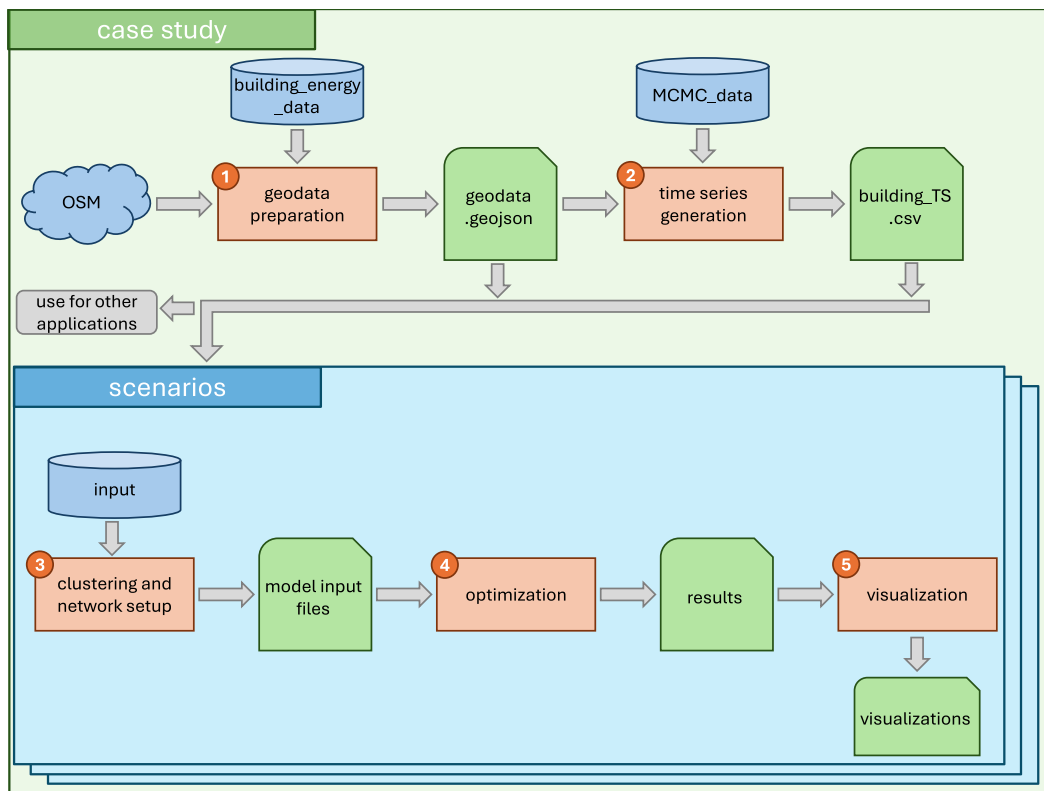 case study
building_energy
_data
MCMC_data
OSM
1
geodata
preparation
geodata
.geojson
2
time series
generation
building_TS
.csv
use for other
applications
scenarios
input
3
clustering and
network setup
model input
files
4
optimization
results
5
visualization
visualizations